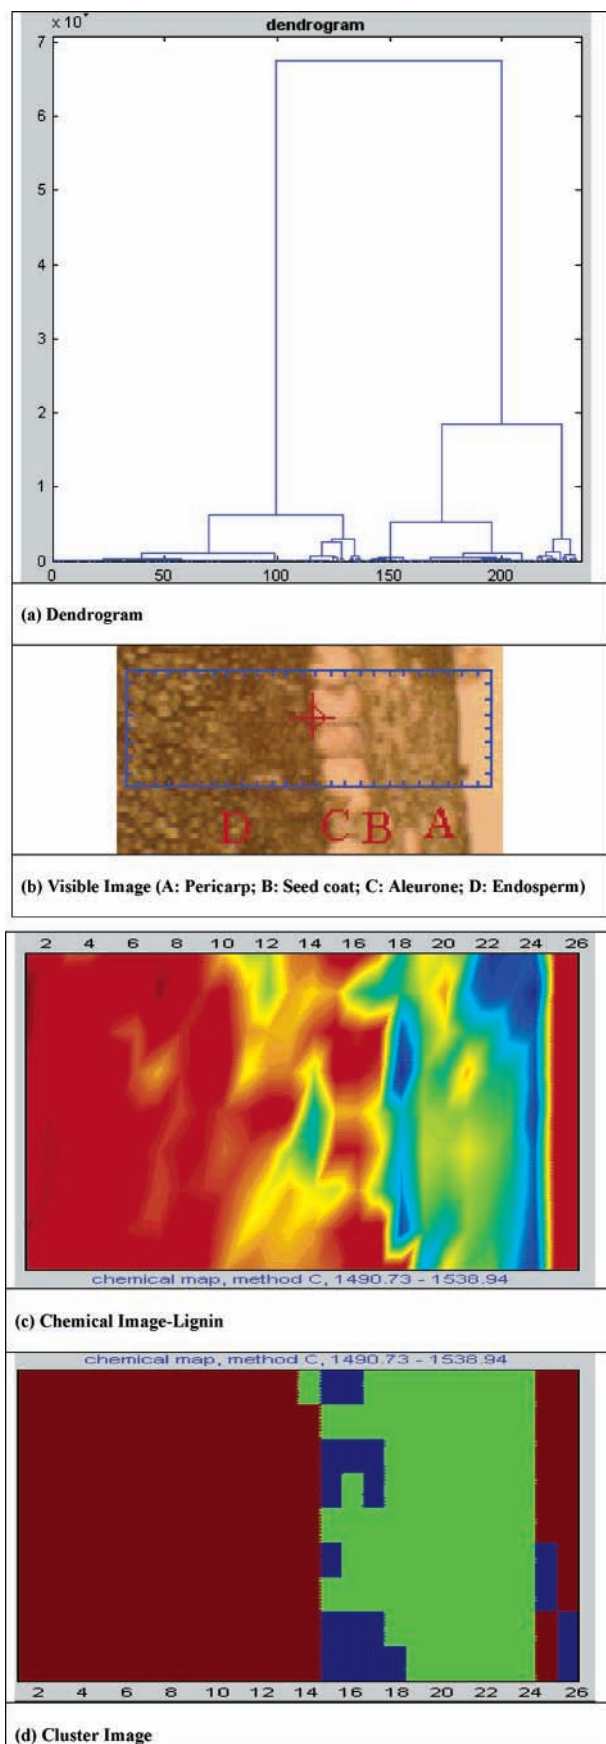 x 10
dendrogram
7
6
5
4
3
2
1
0
0 50 100 150 200
(a) Dendrogram
D C B A
(b) Visible Image (A: Pericarp; B: Seed coat; C: Aleurone; D: Endosperm)
2 4 6 8 10 12 14 16 18 20 22 24 26
chemical map, method C, 1490.73 - 1538.94
(c) Chemical Image-Lignin
chemical map, method C, 1490.73 - 1538.94
2 4 6 8 10 12 14 16 18 20 22 24 26
(d) Cluster Image